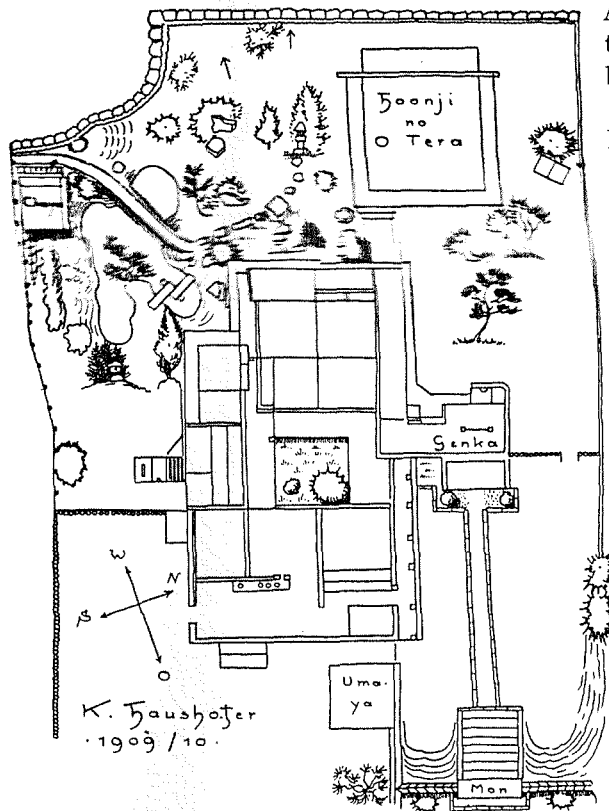 Hoonji
no
Tera
Genka
W
N
S
O
K. Haushofer
·1909/10·
Uma-
ya
Mon